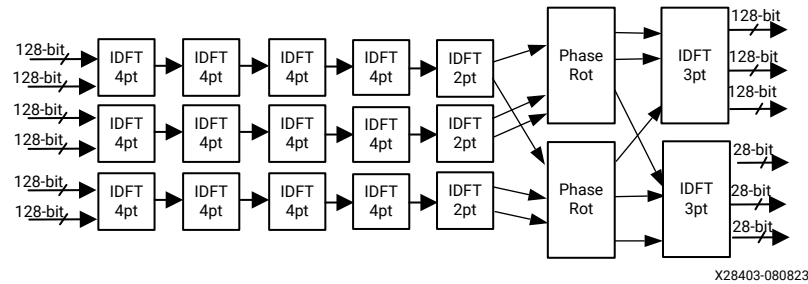 128-bit
128-bit
IDFT
4pt
IDFT
4pt
IDFT
4pt
IDFT
4pt
IDFT
2pt
128-bit
128-bit
IDFT
4pt
IDFT
4pt
IDFT
4pt
IDFT
4pt
IDFT
2pt
128-bit
128-bit
IDFT
4pt
IDFT
4pt
IDFT
4pt
IDFT
4pt
IDFT
2pt
Phase
Rot
Phase
Rot
IDFT
3pt
IDFT
3pt
128-bit
128-bit
128-bit
28-bit
28-bit
28-bit
X28403-080823